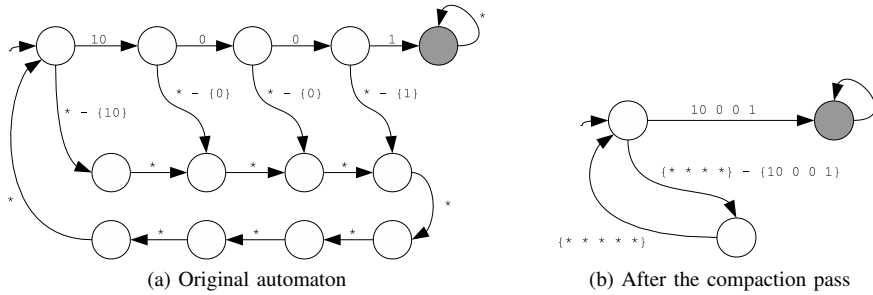 10 0 0 1 *
* - {10} * - {0} * - {0} * - {1}
* * *
*
* * * *
(a) Original automaton
10 0 0 1
{* * * *} - {10 0 0 1}
{* * * * *}
(b) After the compaction pass